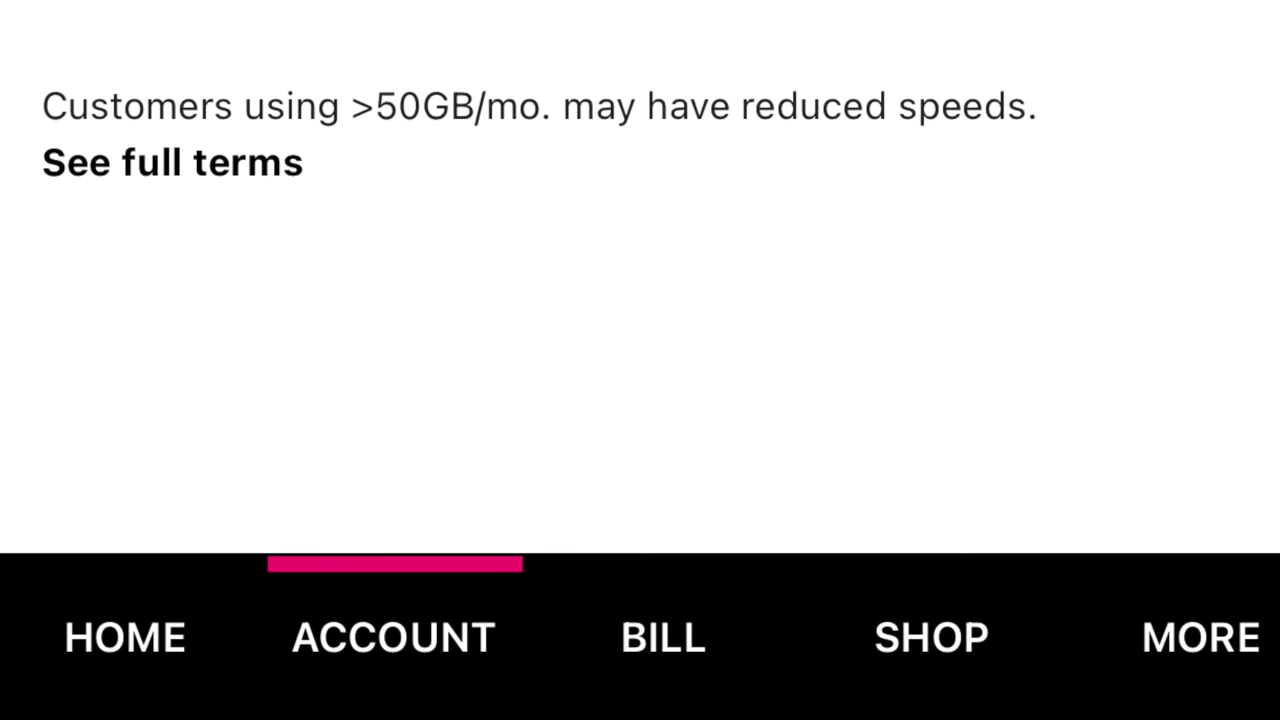 Customers using >50GB/mo. may have reduced speeds.
See full terms
HOME ACCOUNT BILL SHOP MORE